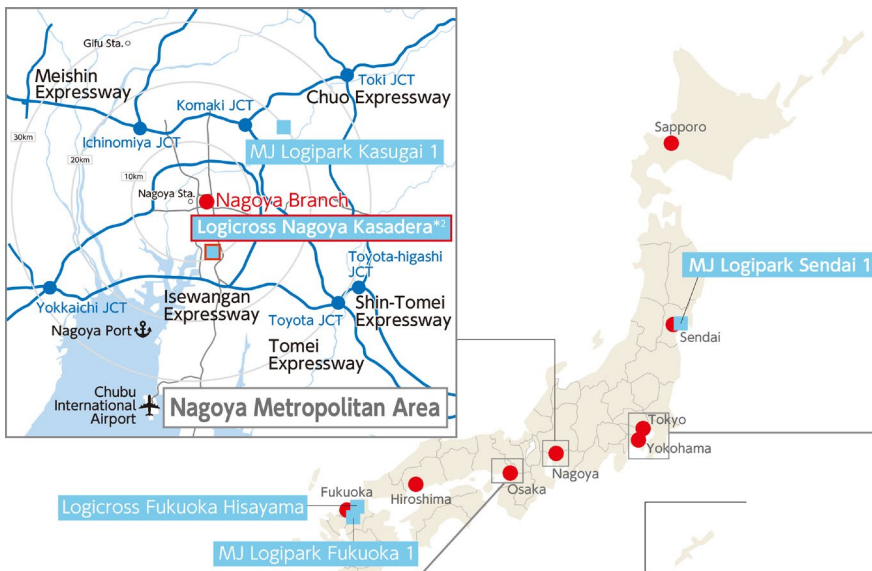 Gifu Sta.
Meishin
Expressway
Toki JCT
Chuo Expressway
Komaki JCT
Ichinomiya JCT
30km
20km
10km
MJ Logipark Kasugai 1
Nagoya Sta.
Nagoya Branch
Logicross Nagoya Kasadera*2
Toyota-higashi
JCT
Isewangan
Expressway
Shin-Tomei
Expressway
Yokkaichi JCT
Toyota JCT
Nagoya Port
Tomei
Expressway
Chubu
International
Airport
Nagoya Metropolitan Area
Sapporo
MJ Logipark Sendai 1
Sendai
Tokyo
Yokohama
Nagoya
Osaka
Hiroshima
Fukuoka
Logicross Fukuoka Hisayama
MJ Logipark Fukuoka 1